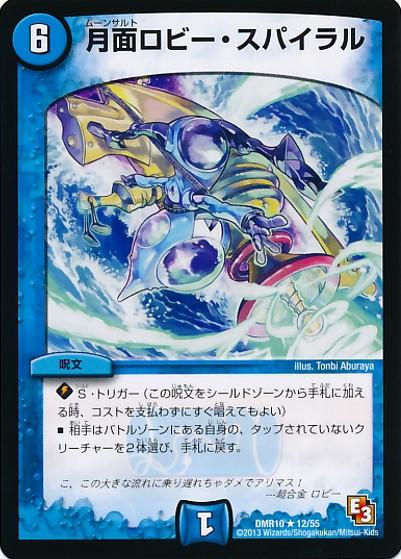 6
ムーンサルト
月面ロビー・スパイラル
illus. Tonbi Aburaya
呪文
S・トリガー(この呪文をシールドゾーンから手札に加
える時、コストを支払わずにすぐ唱えてもよい)
■ 相手はバトルゾーンにある自身の、タップされていないク
リーチャーを2体選び、手札に戻す。
こ、この大きな流れに乗り遅れちゃダメでアリマス!
---超合金 ロビー
1
DMR10★12/55
©2013 Wizards/Shogakukan/Mitsui-Kids
E3